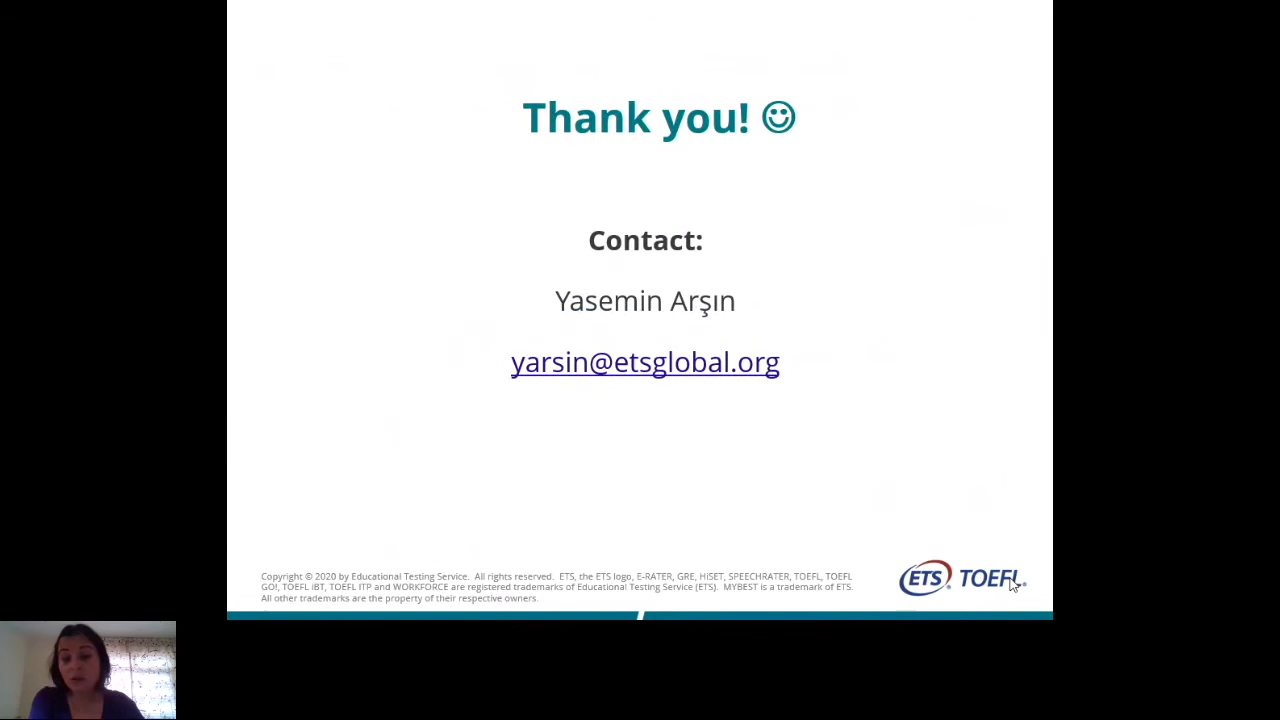 Thank you! ☺
Contact:
Yasemin Arşın
yarsin@etsglobal.org
Copyright © 2020 by Educational Testing Service. All rights reserved. ETS, the ETS logo, E-RATER, GRE, HISET, SPEECHRATER, TOEFL, TOEFL
GO!, TOEFL iBT, TOEFL ITP and WORKFORCE are registered trademarks of Educational Testing Service (ETS). MYBEST is a trademark of ETS.
All other trademarks are the property of their respective owners.
ETS® TOEFL®